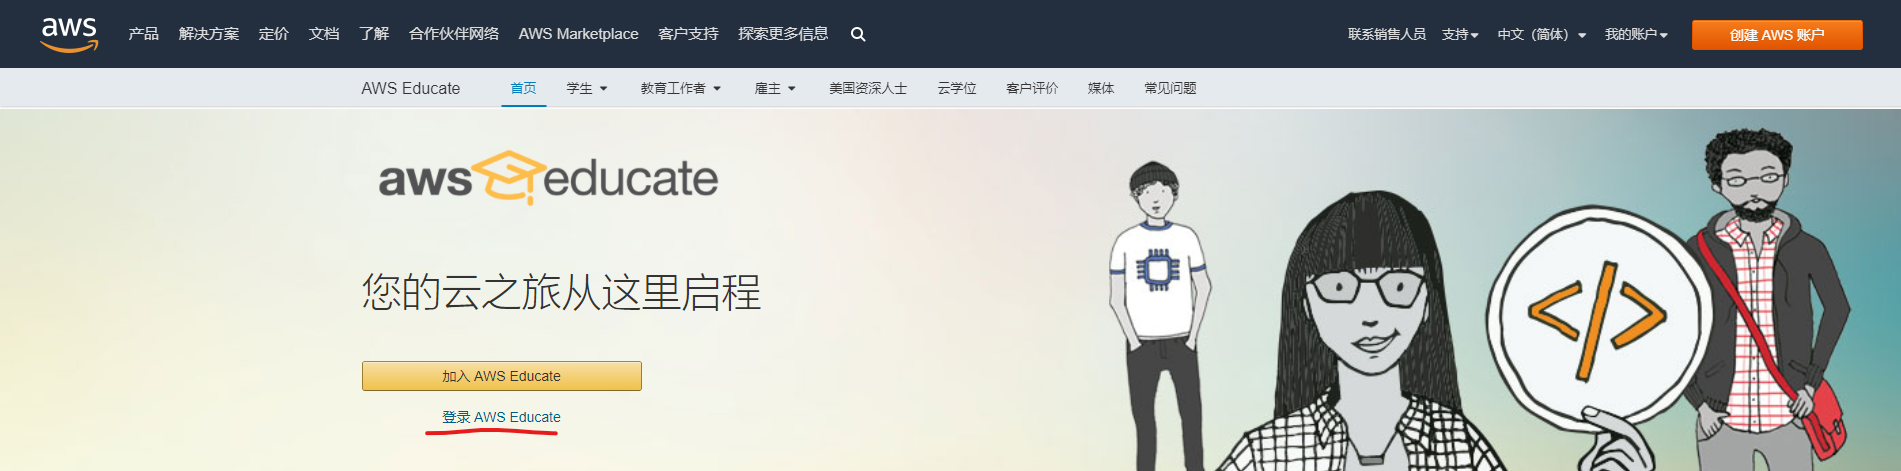 aws 产品 解决方案 定价 文档 了解 合作伙伴网络 AWS Marketplace 客户支持 探索更多信息 联系销售人员 支持 中文（简体） 我的账户 创建 AWS 账户
AWS Educate 首页 学生 教育工作者 雇主 美国资深人士 云学位 客户评价 媒体 常见问题
aws educate
您的云之旅从这里启程
加入 AWS Educate
登录 AWS Educate